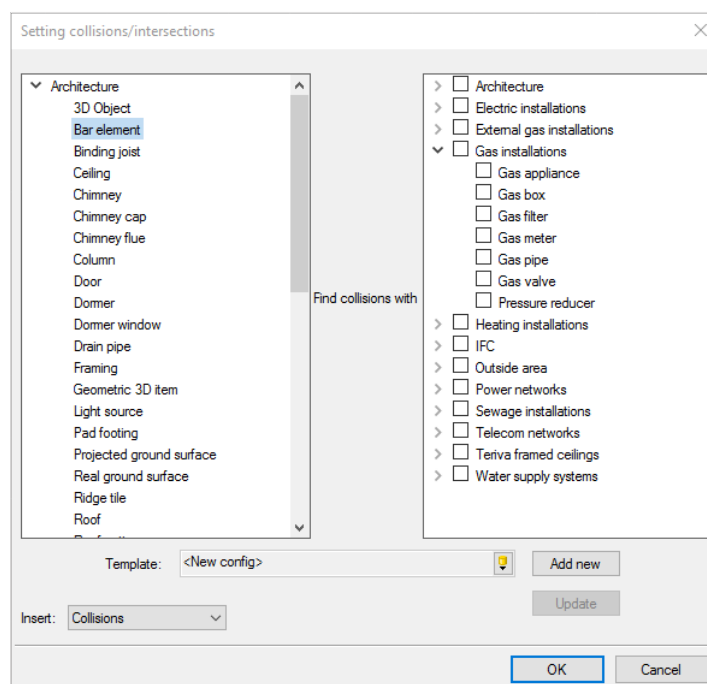 Setting collisions/intersections
Architecture
3D Object
Bar element
Binding joist
Ceiling
Chimney
Chimney cap
Chimney flue
Column
Door
Dormer
Dormer window
Drain pipe
Framing
Geometric 3D item
Light source
Pad footing
Projected ground surface
Real ground surface
Ridge tile
Roof
Find collisions with
Architecture
Electric installations
External gas installations
Gas installations
Gas appliance
Gas box
Gas filter
Gas meter
Gas pipe
Gas valve
Pressure reducer
Heating installations
IFC
Outside area
Power networks
Sewage installations
Telecom networks
Teriva framed ceilings
Water supply systems
Template: <New config> Add new
Update
Insert: Collisions
OK Cancel